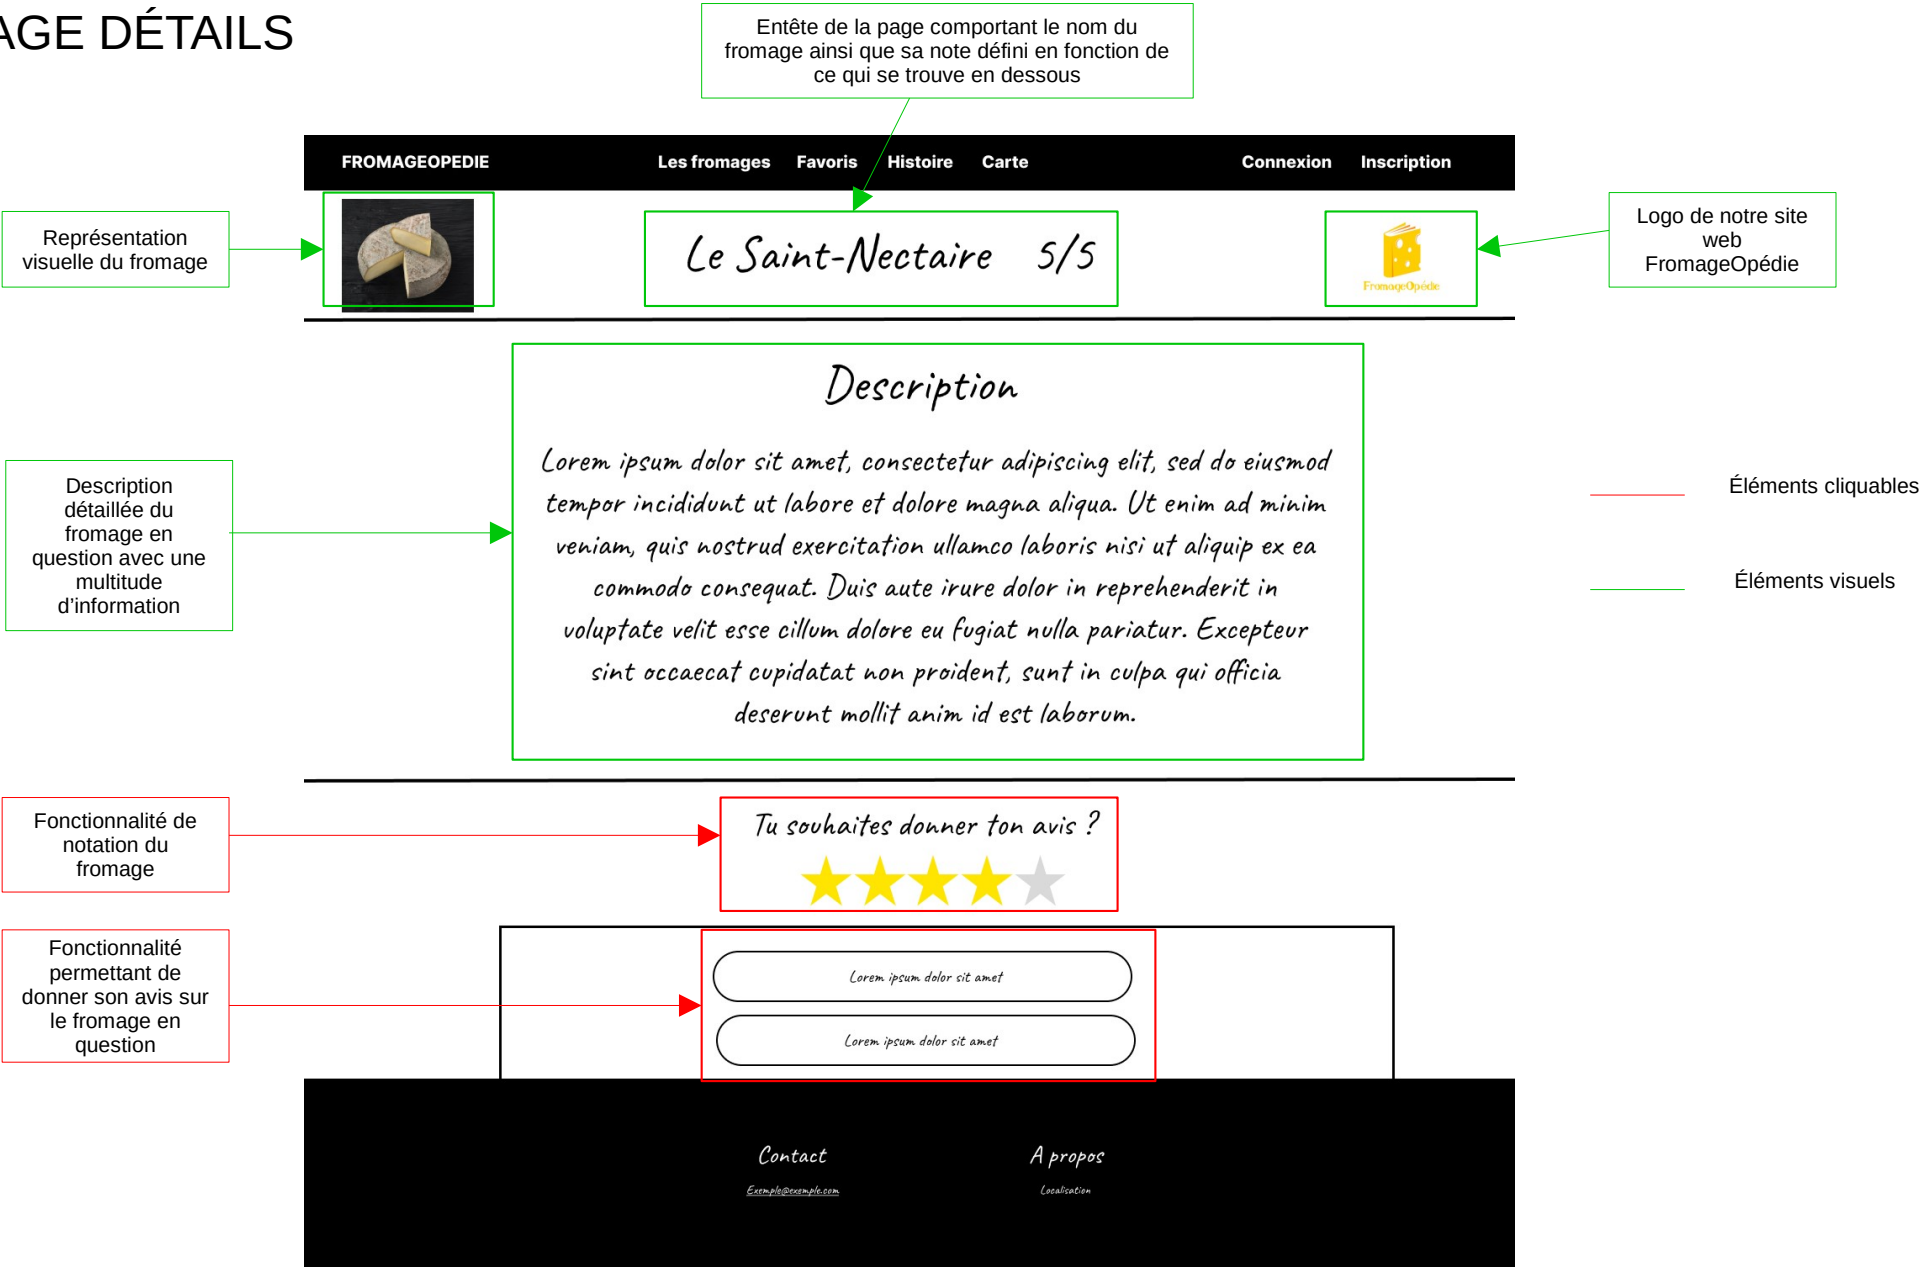 AGE DÉTAILS
Entête de la page comportant le nom du
fromage ainsi que sa note défini en fonction de
ce qui se trouve en dessous
FROMAGEOPEDIE Les fromages Favoris Histoire Carte Connexion Inscription
Représentation
visuelle du fromage
Le Saint-Nectaire 5/5
FromageOpédie
Logo de notre site
web
FromageOpédie
Description
Lorem ipsum dolor sit amet, consectetur adipiscing elit, sed do eiusmod
tempor incididunt ut labore et dolore magna aliqua. Ut enim ad minim
veniam, quis nostrud exercitation ullamco laboris nisi ut aliquip ex ea
commodo consequat. Duis aute irure dolor in reprehenderit in
voluptate velit esse cillum dolore eu fugiat nulla pariatur. Excepteur
sint occaecat cupidatat non proident, sunt in culpa qui officia
deserunt mollit anim id est laborum.
Description
détaillée du
fromage en
question avec une
multitude
d’information
Éléments cliquables
Éléments visuels
Fonctionnalité de
notation du
fromage
Tu souhaites donner ton avis ?
Fonctionnalité
permettant de
donner son avis sur
le fromage en
question
Lorem ipsum dolor sit amet
Lorem ipsum dolor sit amet
Contact A propos
Exemple@exemple.com Localisation